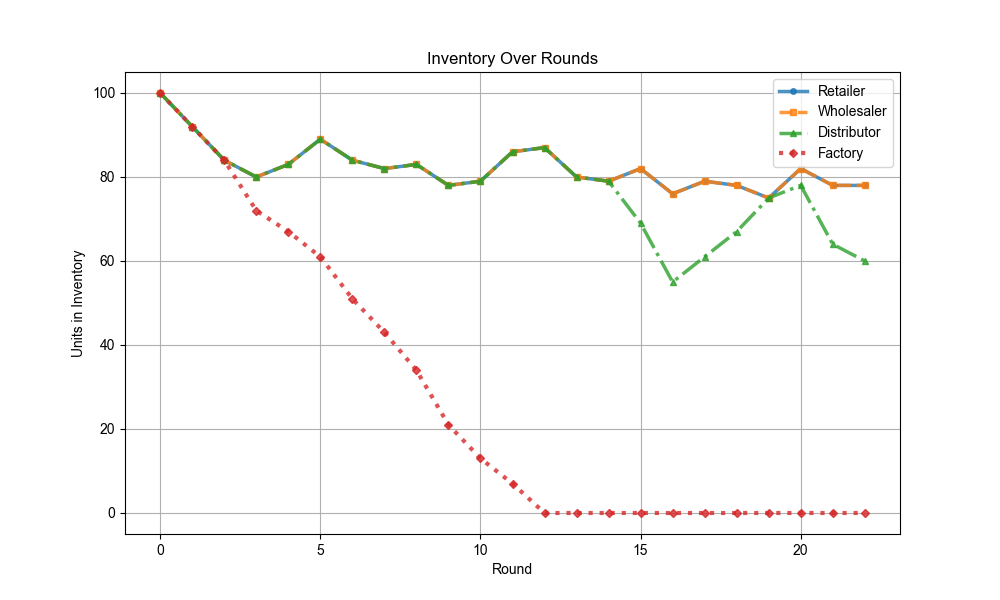 Inventory Over Rounds
Retailer
Wholesaler
Distributor
Factory
Units in Inventory
100
80
60
40
20
0
0 5 10 15 20
Round